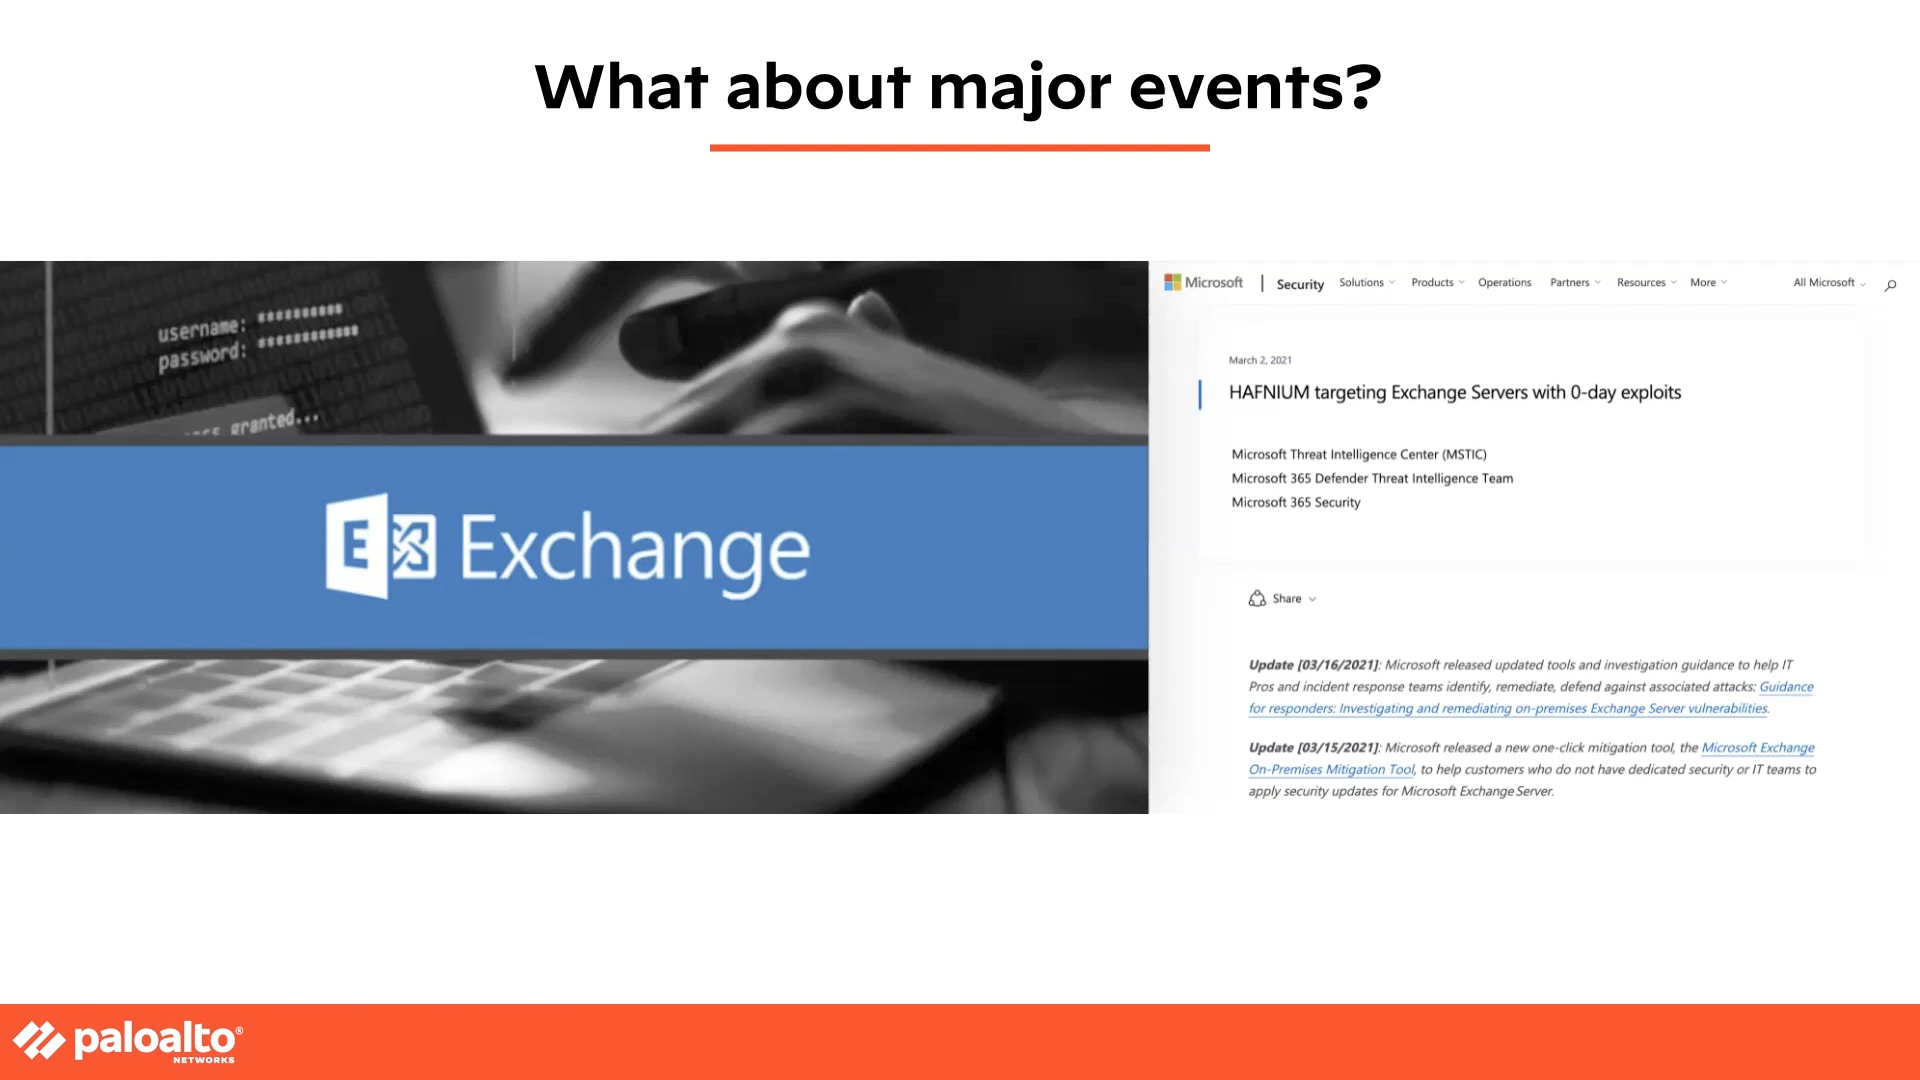 What about major events?
username: **********
password: ************
granted...
E Exchange
Microsoft | Security Solutions Products Operations Partners Resources More All Microsoft
March 2, 2021
HAFNIUM targeting Exchange Servers with 0-day exploits
Microsoft Threat Intelligence Center (MSTIC)
Microsoft 365 Defender Threat Intelligence Team
Microsoft 365 Security
Share
Update [03/16/2021]: Microsoft released updated tools and investigation guidance to help IT
Pros and incident response teams identify, remediate, defend against associated attacks: Guidance
for responders: Investigating and remediating on-premises Exchange Server vulnerabilities.
Update [03/15/2021]: Microsoft released a new one-click mitigation tool, the Microsoft Exchange
On-Premises Mitigation Tool, to help customers who do not have dedicated security or IT teams to
apply security updates for Microsoft Exchange Server.
paloalto®
NETWORKS